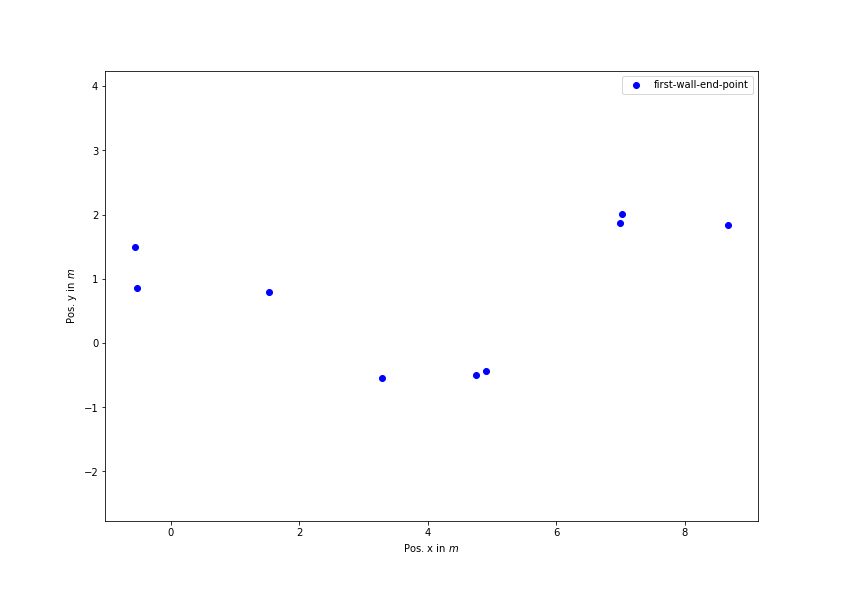 first-wall-end-point
4
3
2
1
0
−1
−2
Pos. y in m
0 2 4 6 8
Pos. x in m